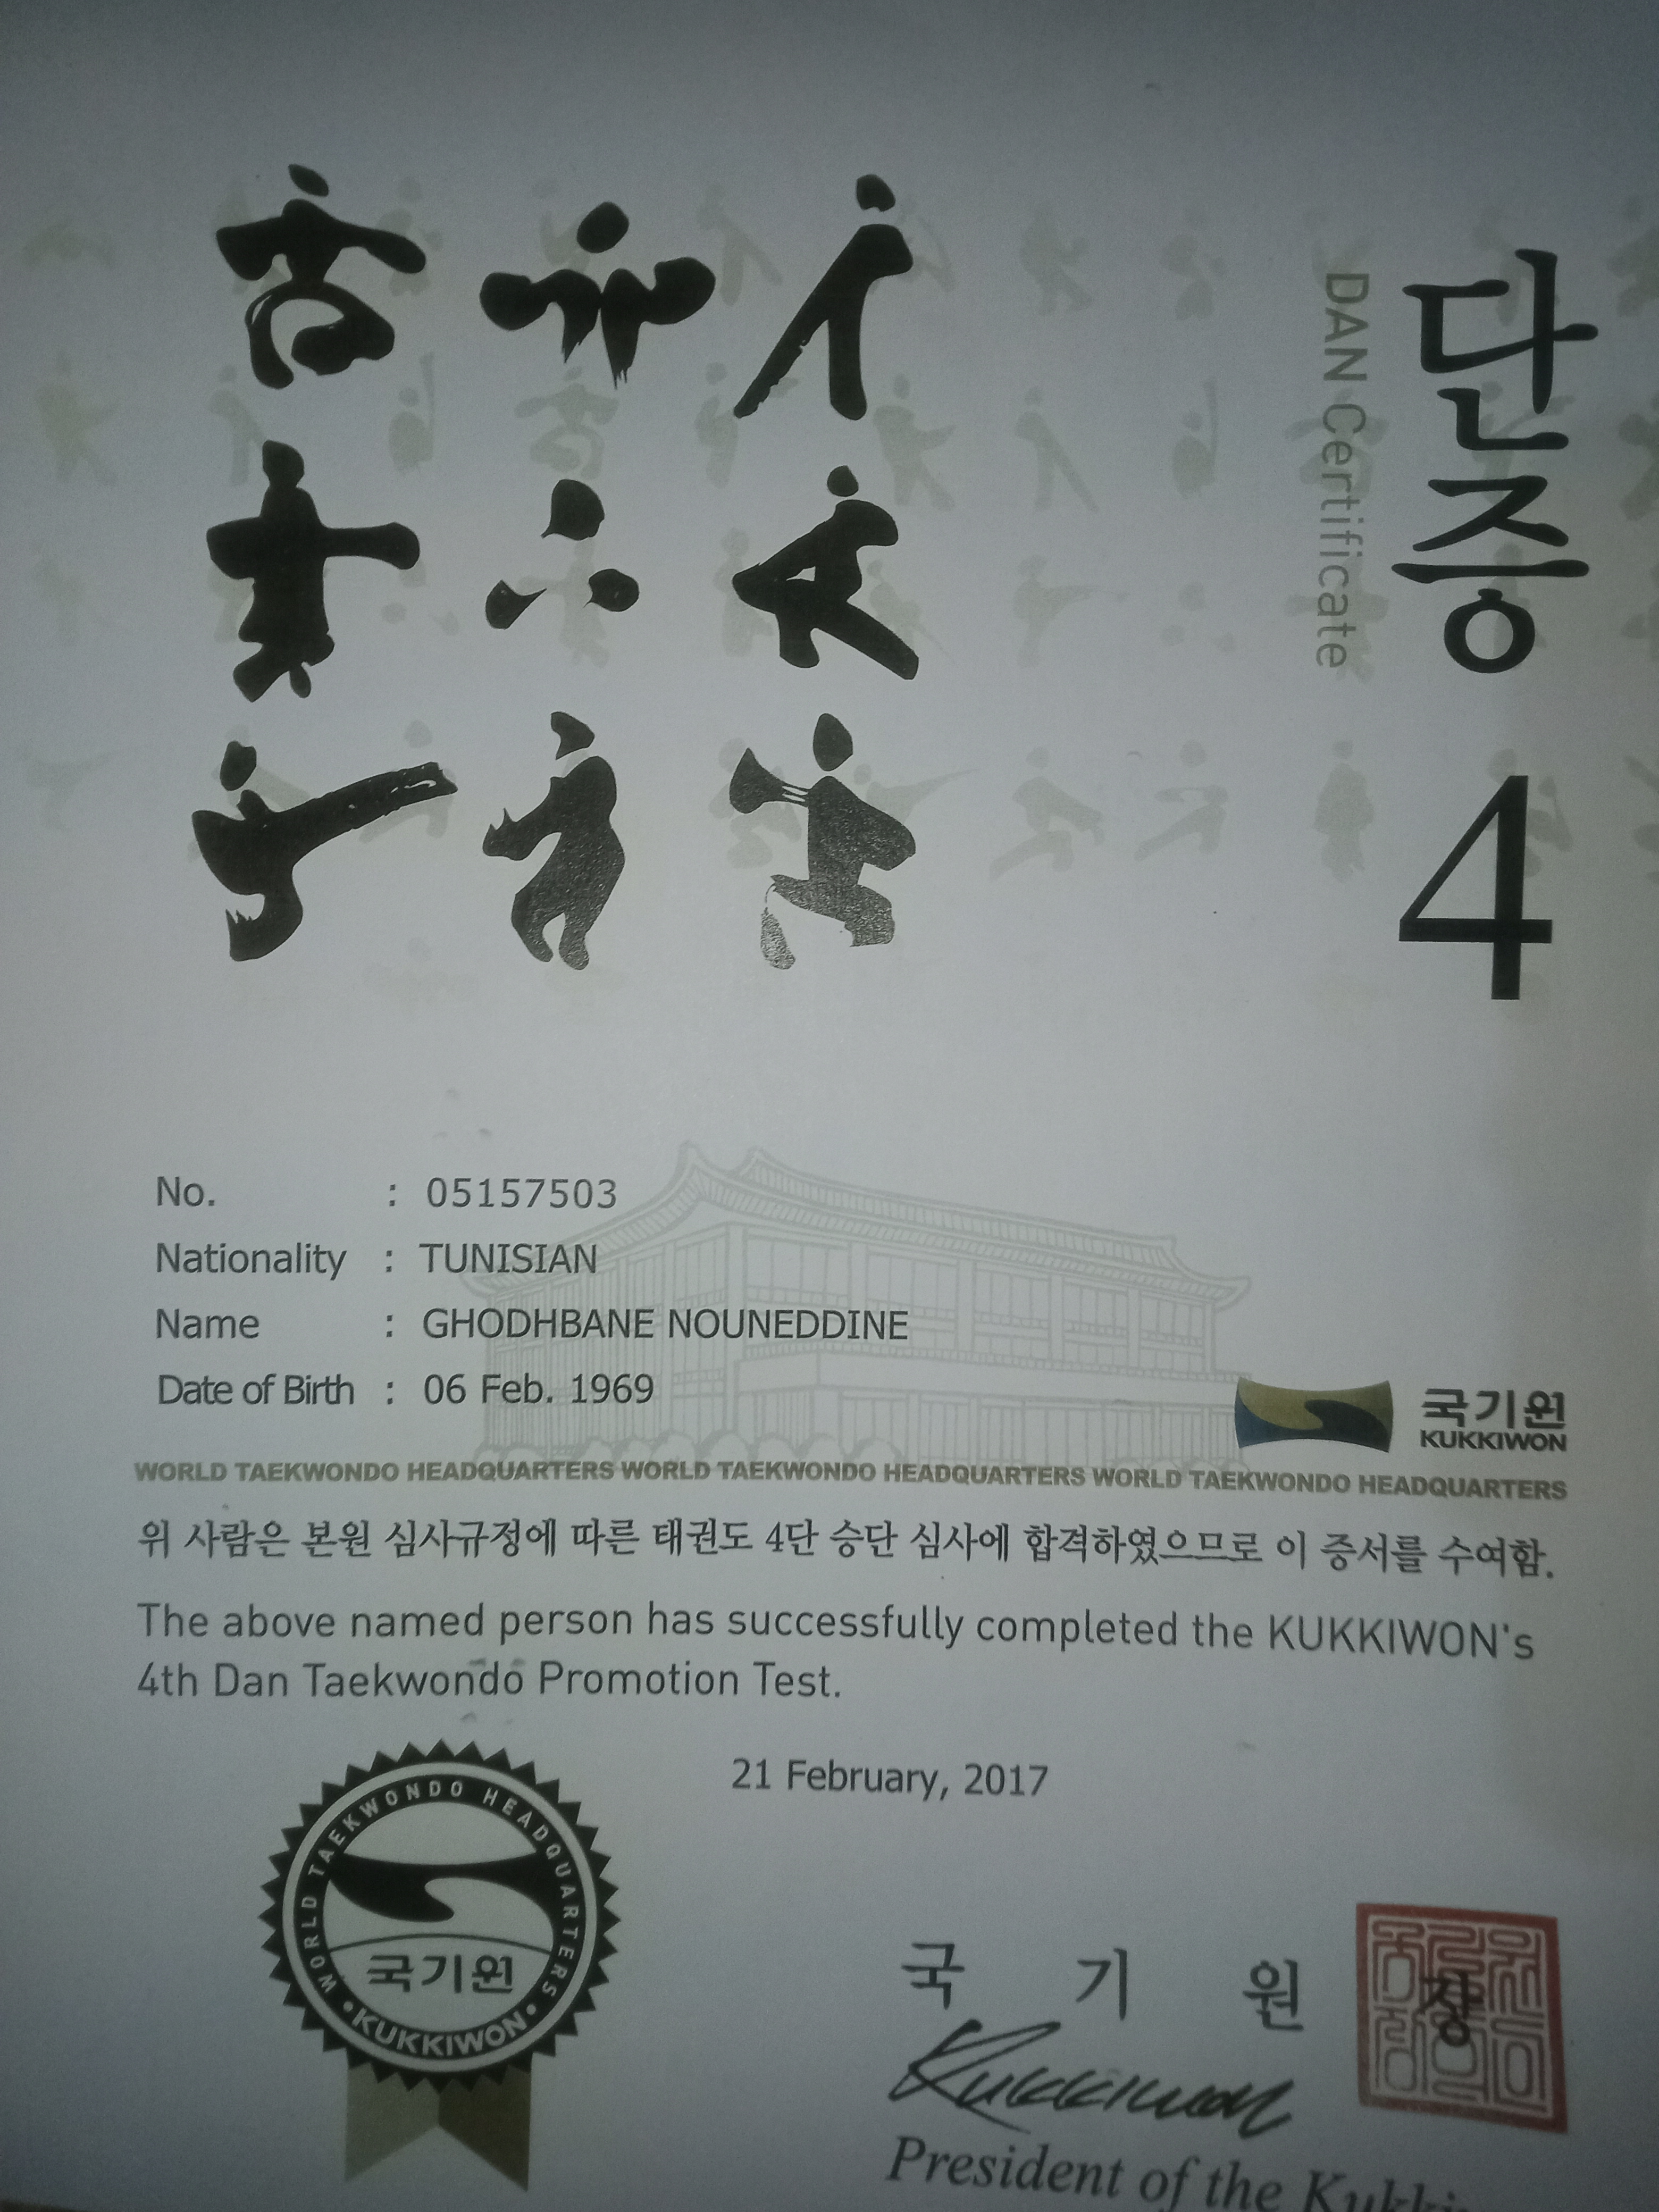 단증 4
DAN Certificate
No. : 05157503
Nationality : TUNISIAN
Name : GHODHBANE NOUNEDDINE
Date of Birth : 06 Feb. 1969
국기원
KUKKIWON
WORLD TAEKWONDO HEADQUARTERS WORLD TAEKWONDO HEADQUARTERS WORLD TAEKWONDO HEADQUARTERS
위 사람은 본원 심사규정에 따른 태권도 4단 승단 심사에 합격하였으므로 이 증서를 수여함.
The above named person has successfully completed the KUKKIWON's
4th Dan Taekwondo Promotion Test.
21 February, 2017
WORLD TAEKWONDO HEADQUARTERS
국기원
• KUKKIWON •
국 기 원 장
Kukkiwon
President of the Kukki